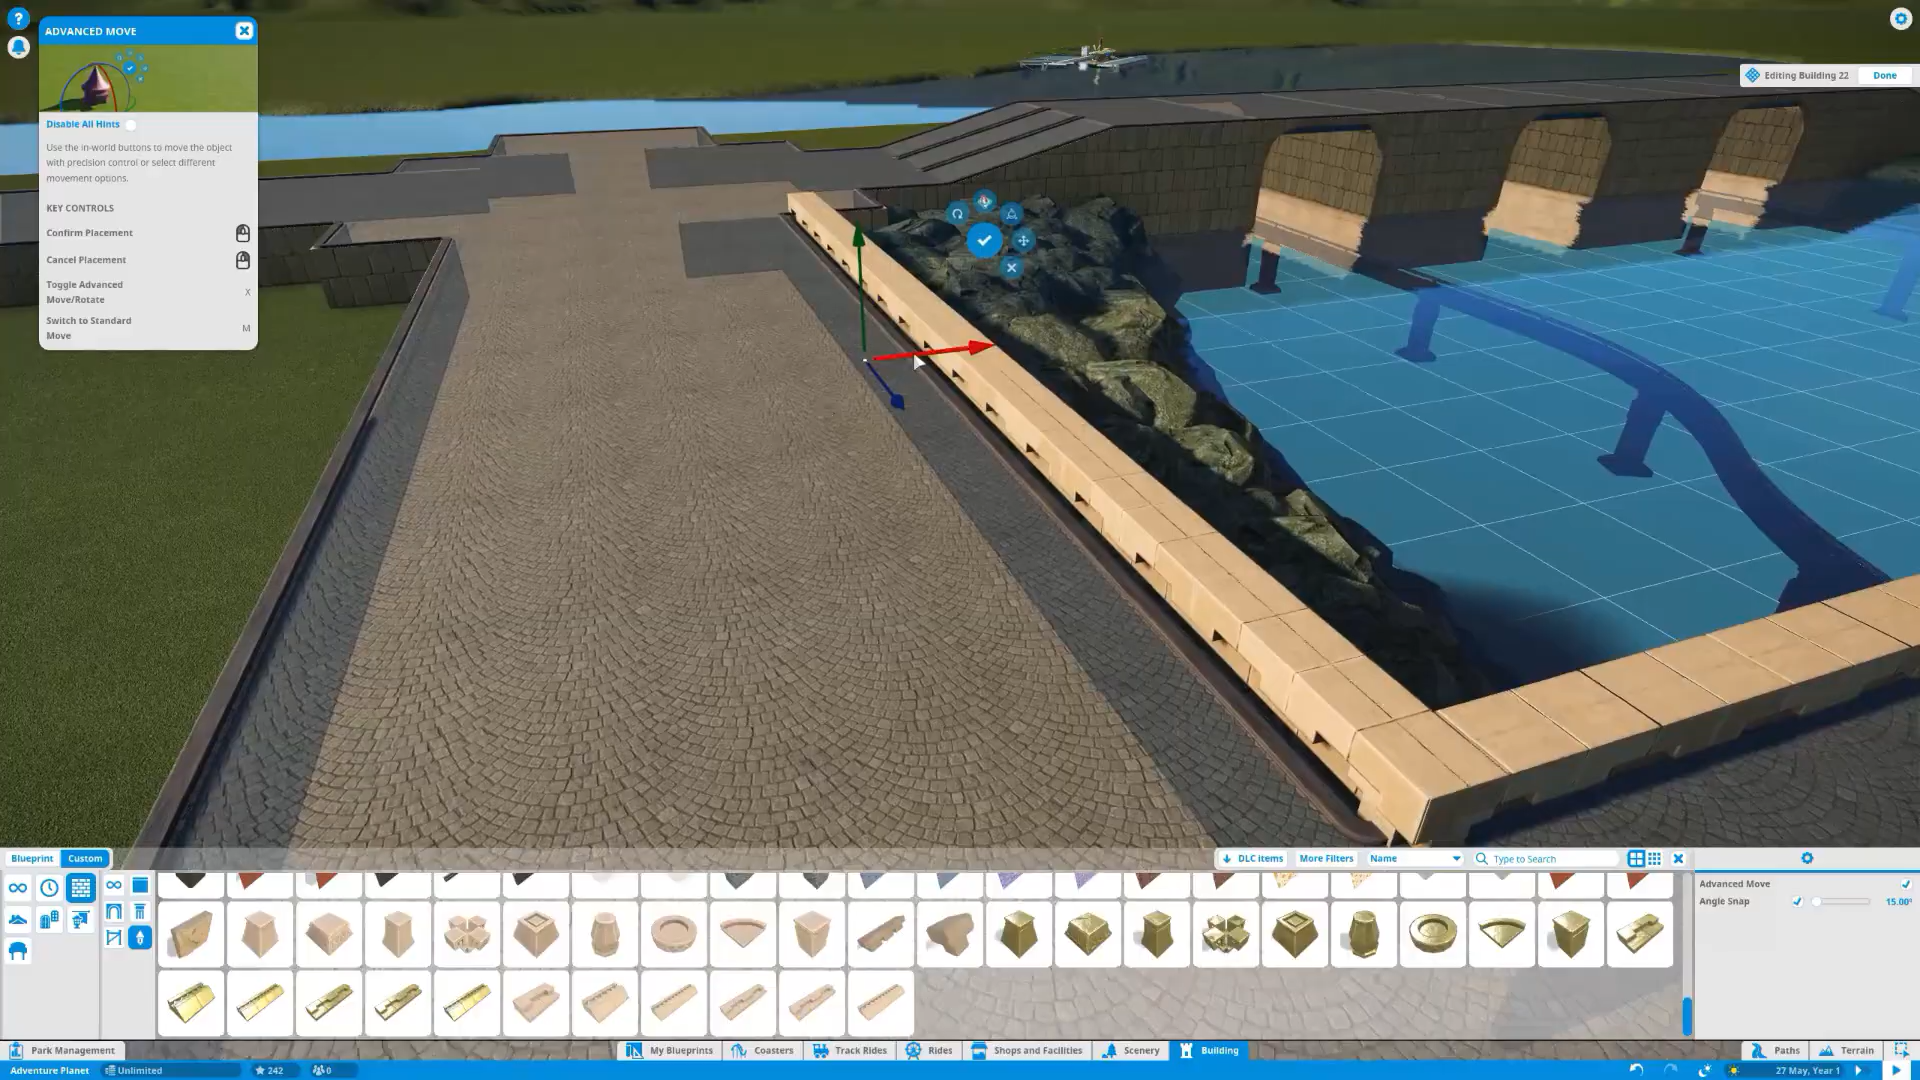 ?
ADVANCED MOVE
Disable All Hints
Use the in-world buttons to move the object
with precision control or select different
movement options.
KEY CONTROLS
Confirm Placement
Cancel Placement
Toggle Advanced
Move/Rotate
X
Switch to Standard
Move
M
Editing Building 22
Done
Blueprint
Custom
DLC items
More Filters
Name
Type to Search
Advanced Move
Angle Snap
15.00°
Park Management
My Blueprints
Coasters
Track Rides
Rides
Shops and Facilities
Scenery
Building
Paths
Terrain
Adventure Planet
Unlimited
242
0
27 May, Year 1